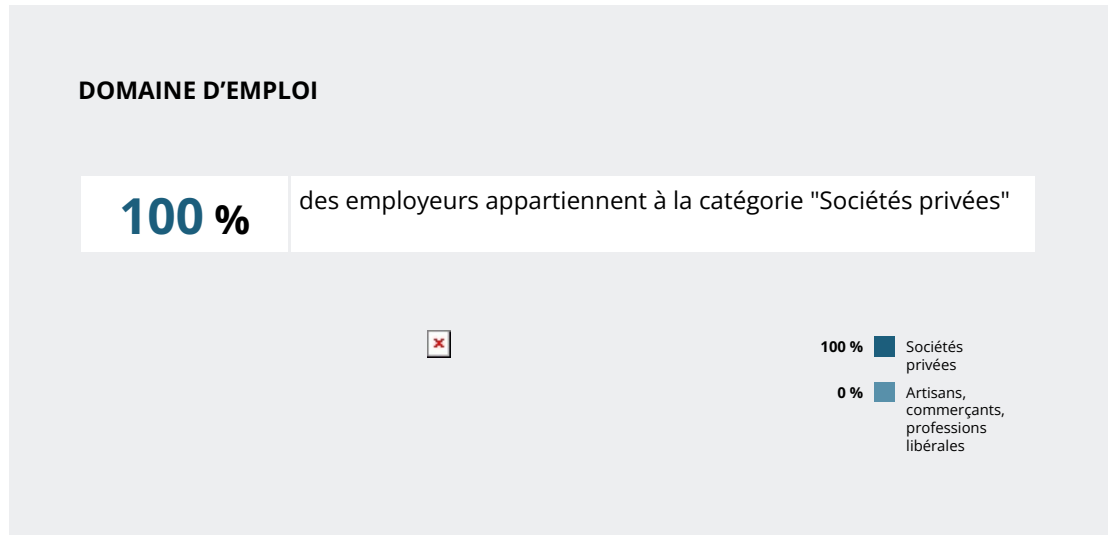 DOMAINE D’EMPLOI
100 %
des employeurs appartiennent à la catégorie "Sociétés privées"
100 % Sociétés
privées
0 % Artisans,
commerçants,
professions
libérales